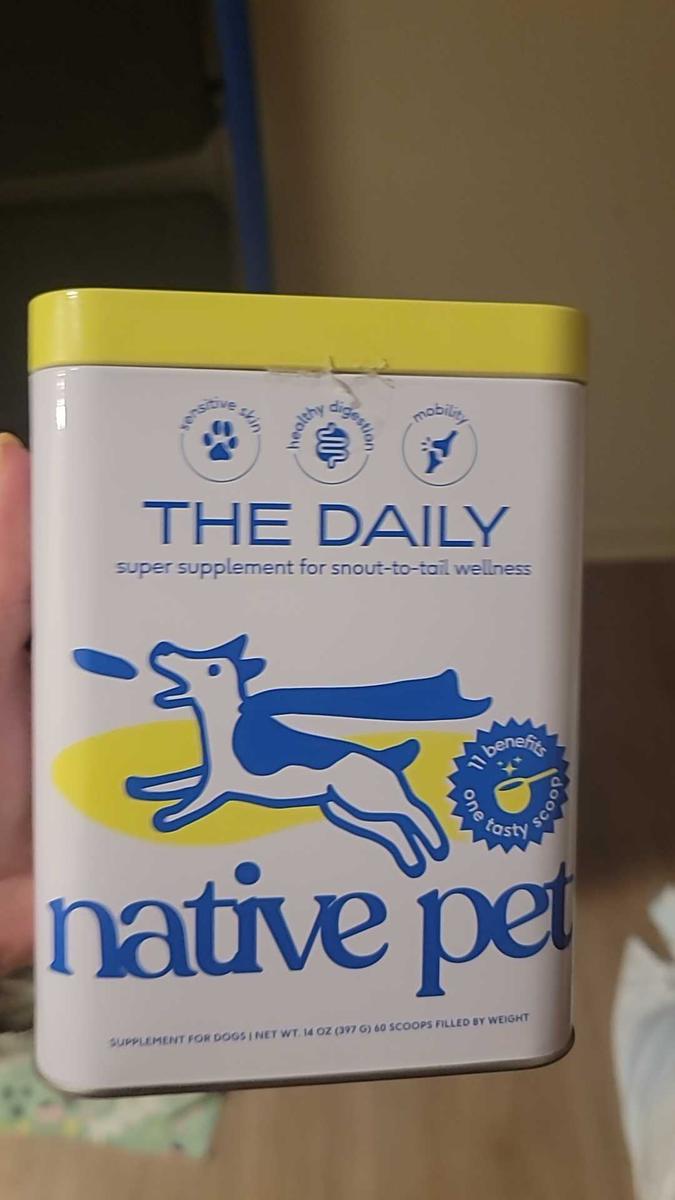 sensitive skin
healthy digestion
mobility
THE DAILY
super supplement for snout-to-tail wellness
11 benefits
one tasty scoop
native pet
SUPPLEMENT FOR DOGS | NET WT. 14 OZ (397 G) 60 SCOOPS FILLED BY WEIGHT